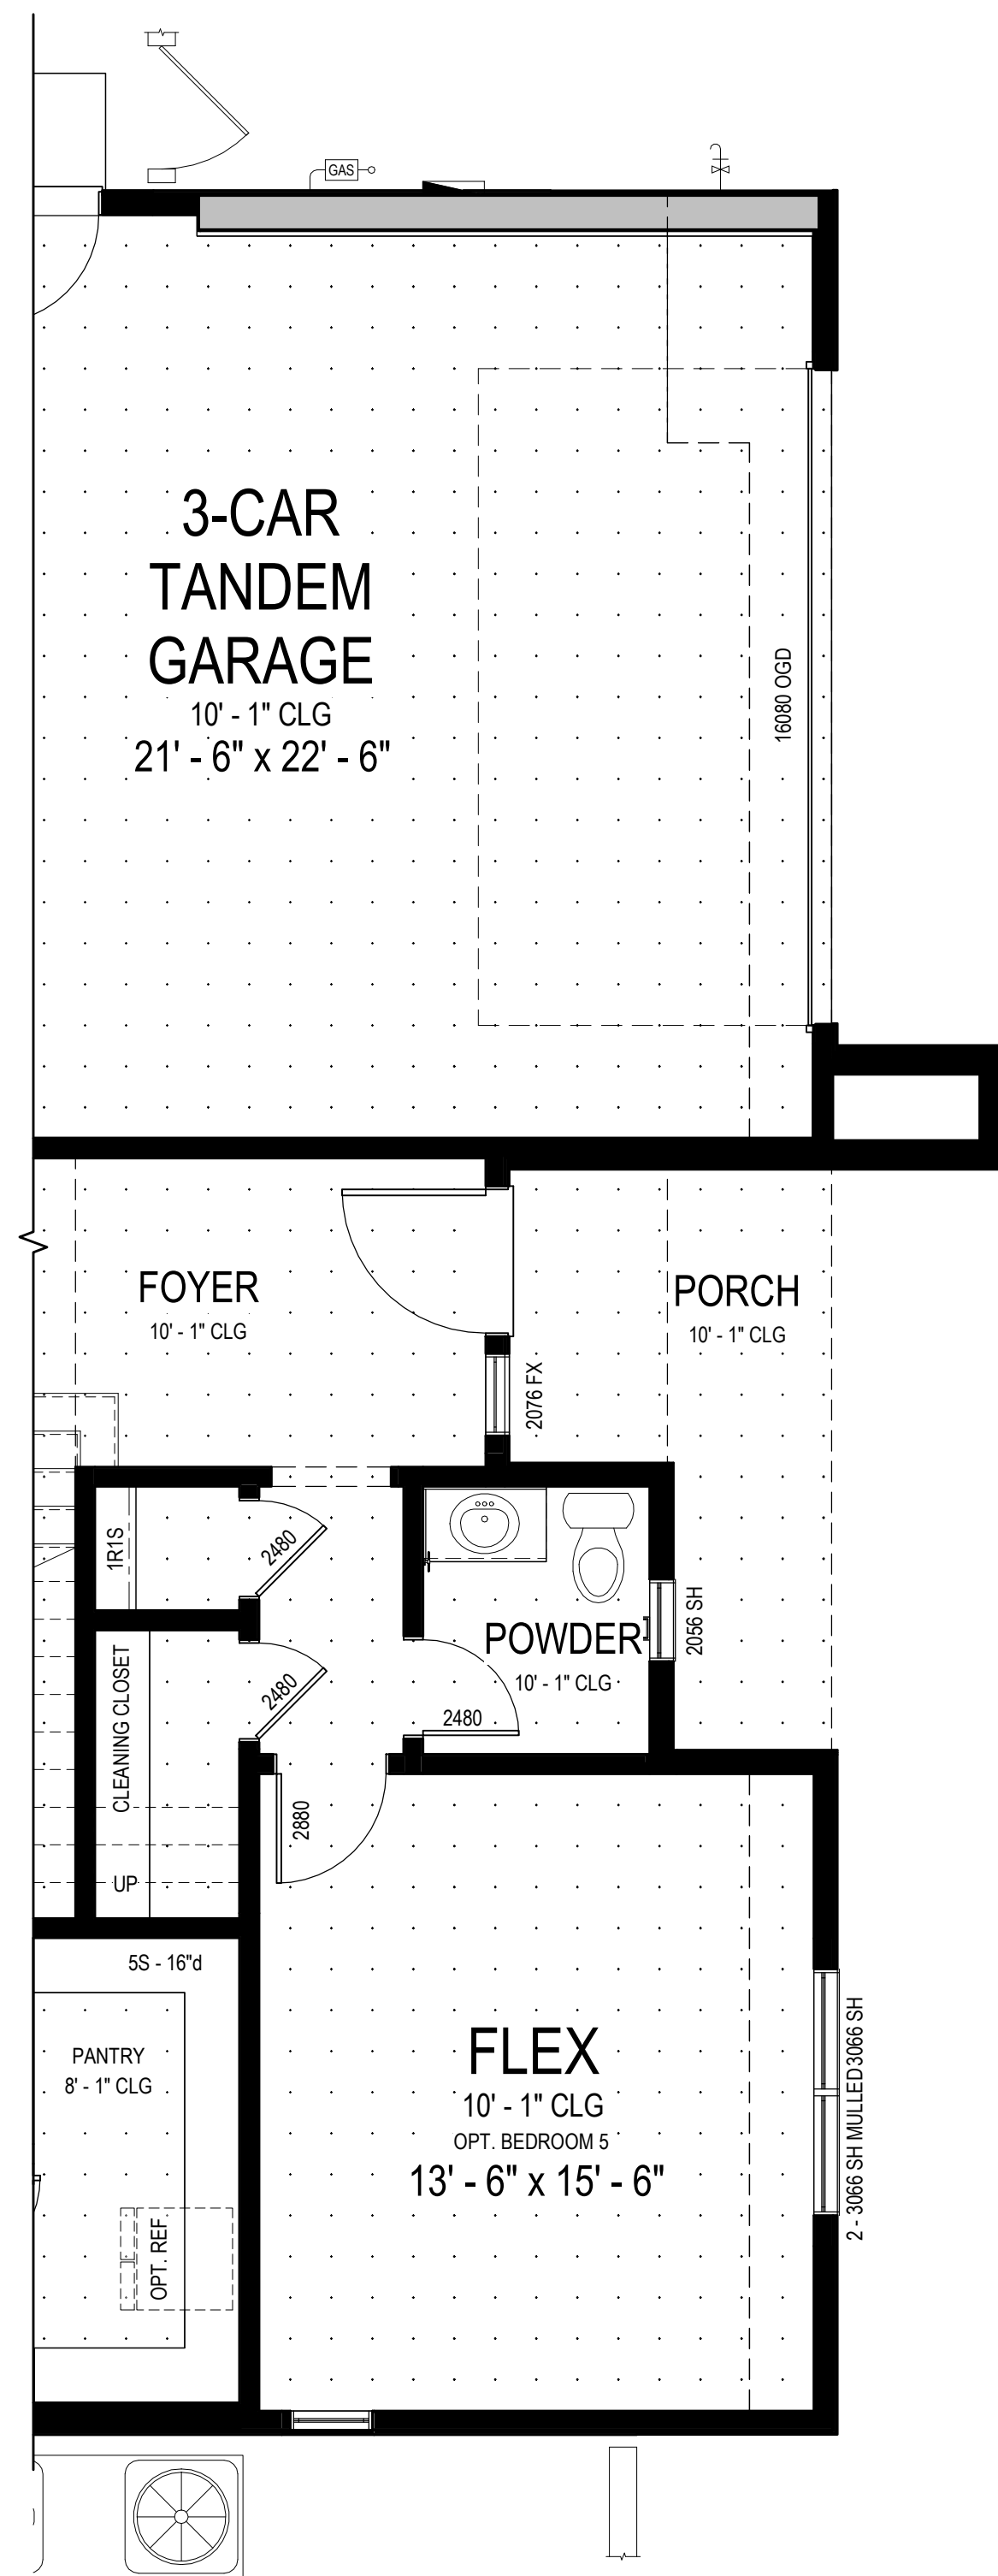 GAS
3-CAR
TANDEM
GARAGE
10' - 1" CLG
21' - 6" x 22' - 6"
16080 OGD
FOYER
10' - 1" CLG
PORCH
10' - 1" CLG
2076 FX
1R1S
2480
POWDER
10' - 1" CLG
2056 SH
CLEANING CLOSET
2480
2480
2880
UP
5S - 16"d
PANTRY
8' - 1" CLG
OPT. REF.
FLEX
10' - 1" CLG
OPT. BEDROOM 5
13' - 6" x 15' - 6"
2 - 3066 SH MULLED3066 SH